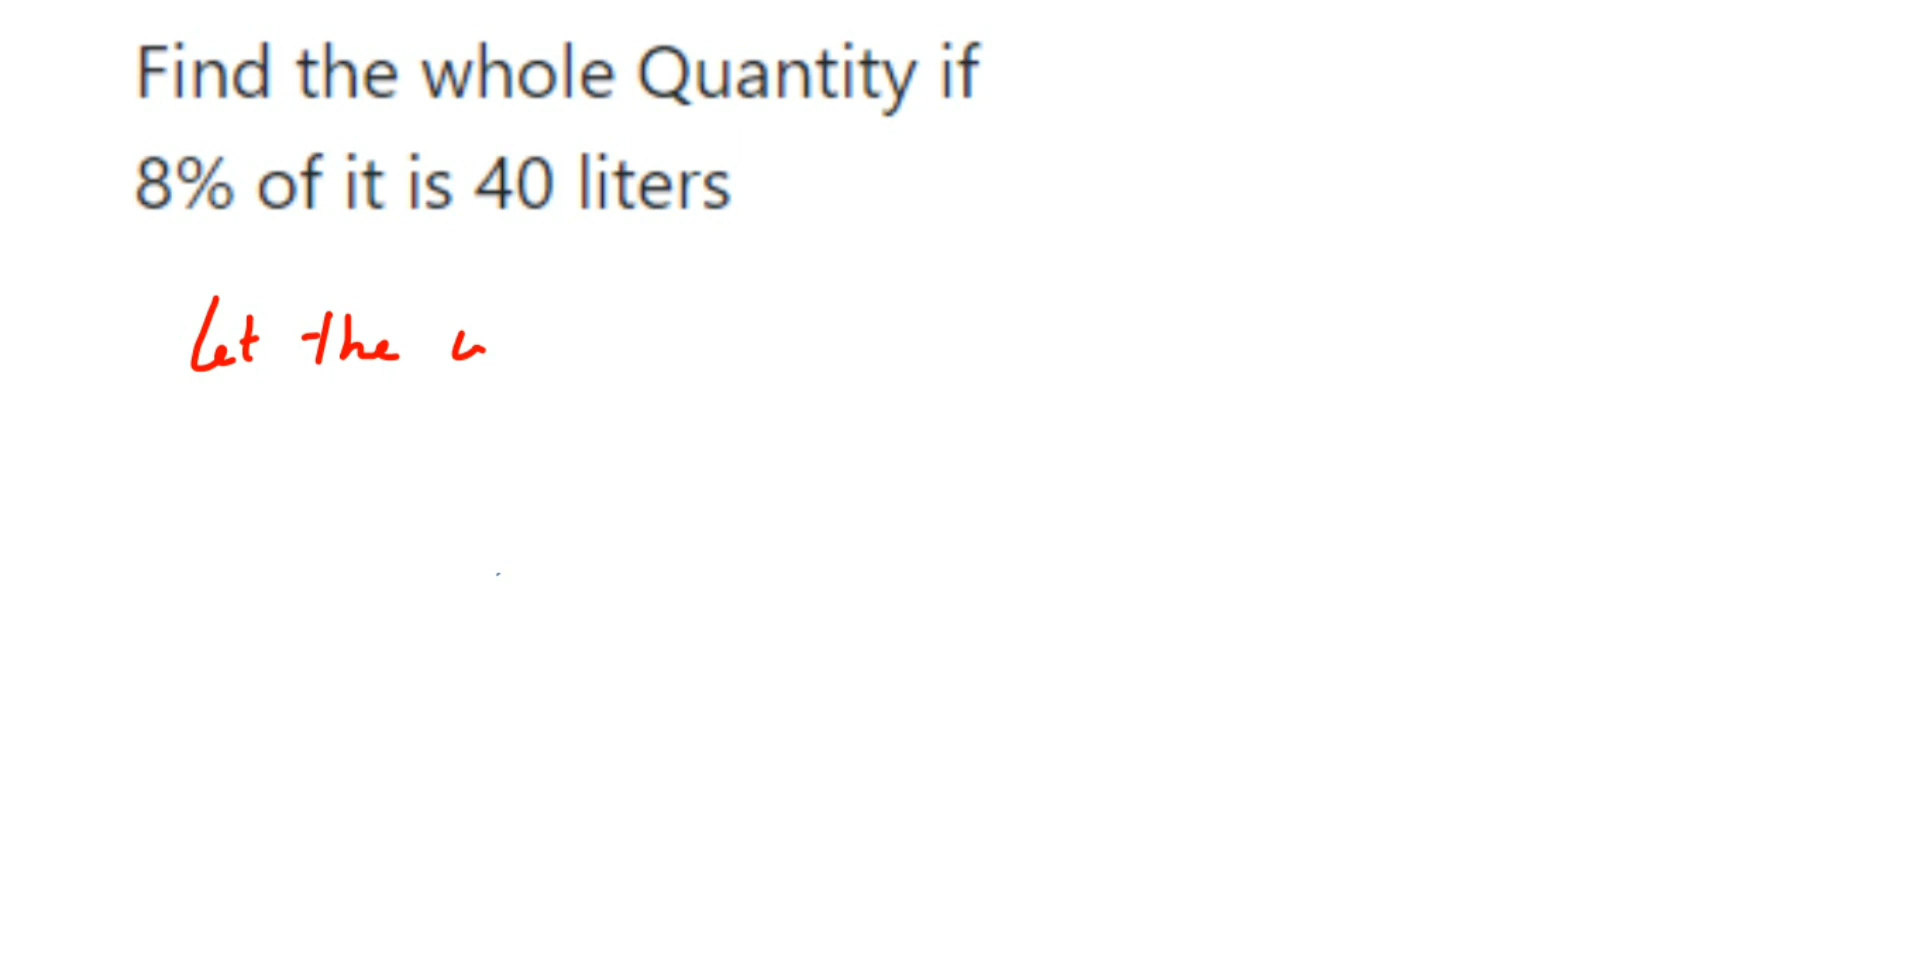 Find the whole Quantity if
8% of it is 40 liters
Let the